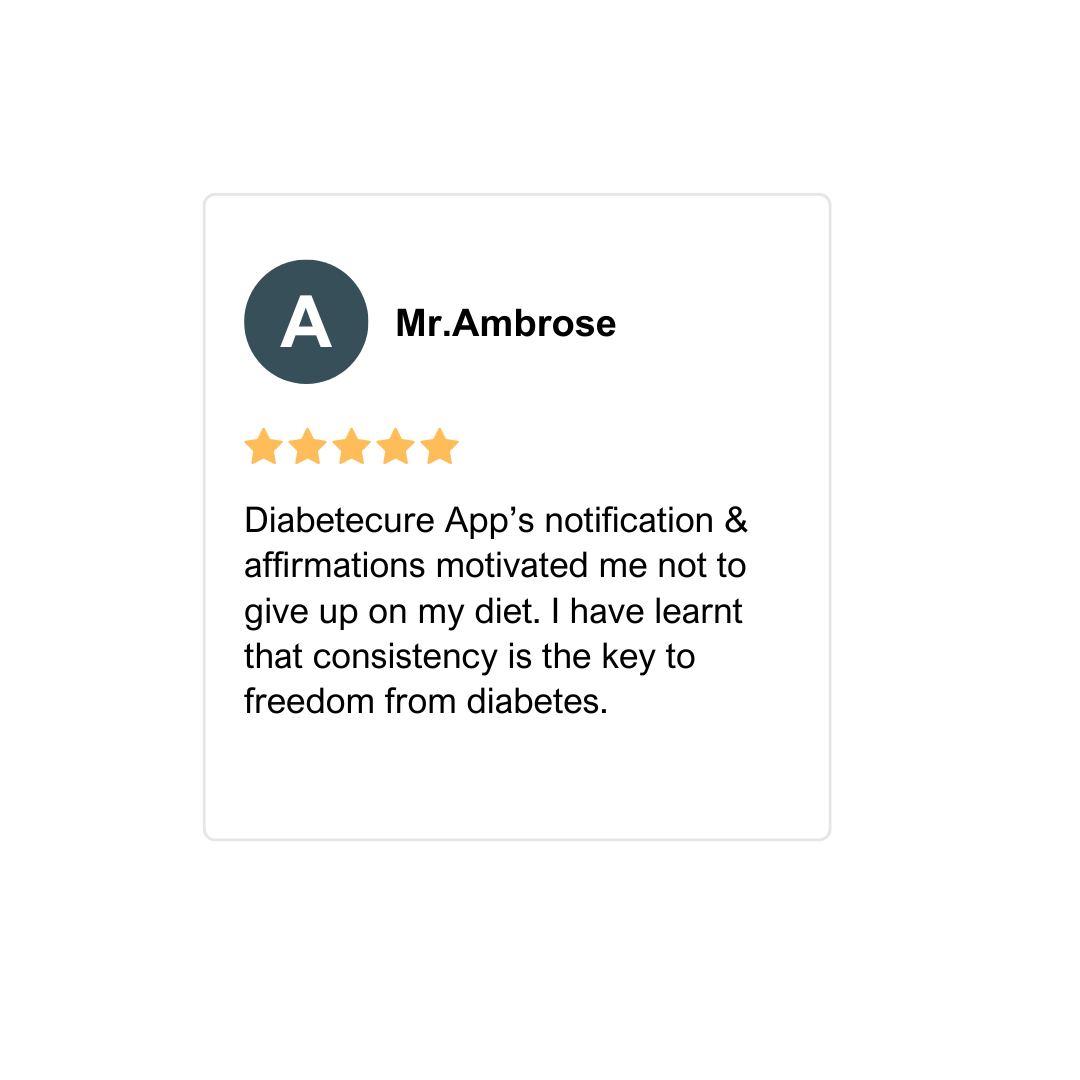 A
Mr.Ambrose
Diabetecure App’s notification &
affirmations motivated me not to
give up on my diet. I have learnt
that consistency is the key to
freedom from diabetes.